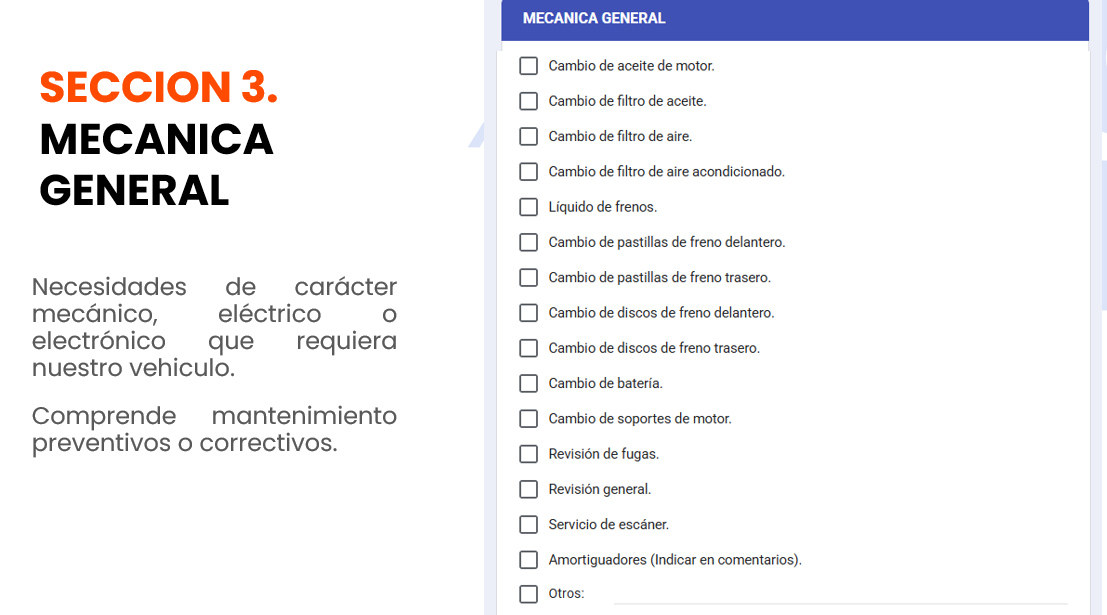 SECCION 3.
MECANICA
GENERAL
Necesidades de carácter
mecánico, eléctrico o
electrónico que requiera
nuestro vehiculo.
Comprende mantenimiento
preventivos o correctivos.
MECANICA GENERAL
Cambio de aceite de motor.
Cambio de filtro de aceite.
Cambio de filtro de aire.
Cambio de filtro de aire acondicionado.
Líquido de frenos.
Cambio de pastillas de freno delantero.
Cambio de pastillas de freno trasero.
Cambio de discos de freno delantero.
Cambio de discos de freno trasero.
Cambio de batería.
Cambio de soportes de motor.
Revisión de fugas.
Revisión general.
Servicio de escáner.
Amortiguadores (Indicar en comentarios).
Otros: